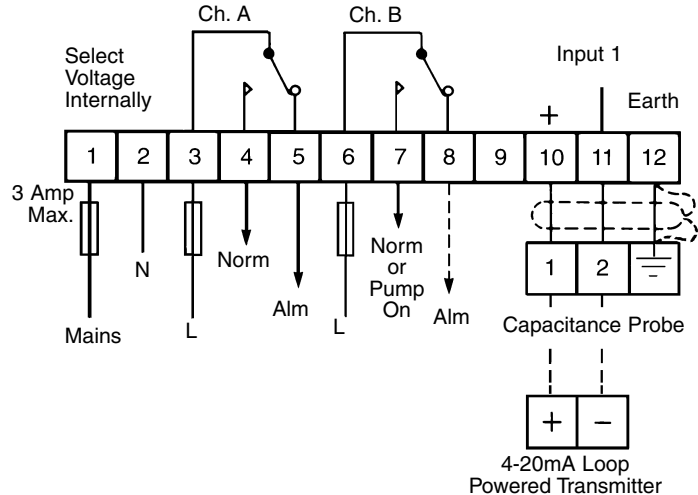 Ch. A
Ch. B
Select
Voltage
Internally
Input 1
+
Earth
1 2 3 4 5 6 7 8 9 10 11 12
3 Amp
Max.
Mains
N
L
Norm
Alm
L
Norm
or
Pump
On
Alm
1 2
Capacitance Probe
+ −
4-20mA Loop
Powered Transmitter